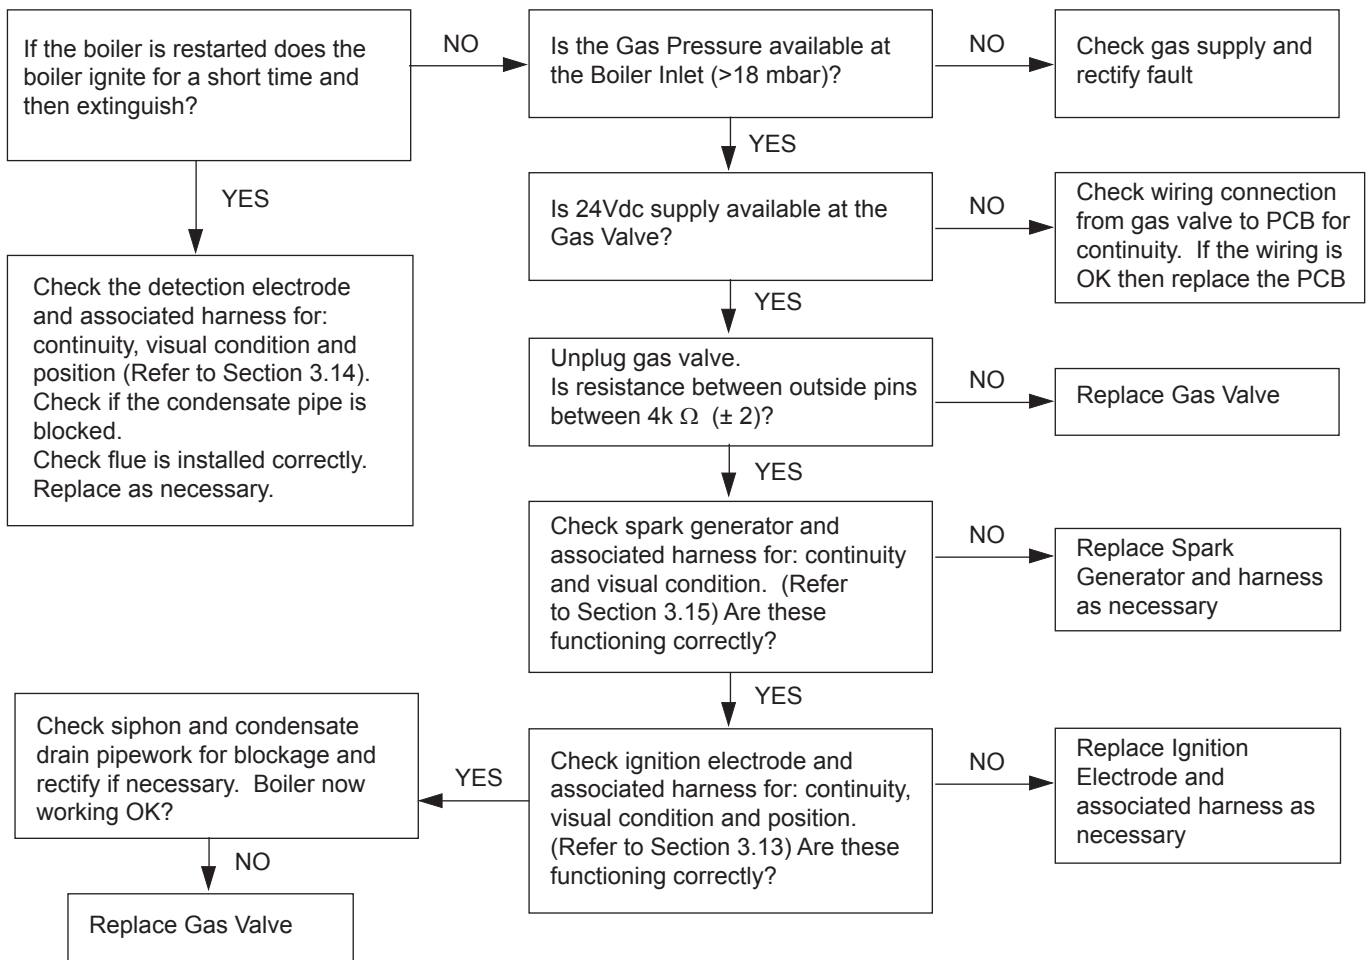 If the boiler is restarted does the
boiler ignite for a short time and
then extinguish?
NO
Is the Gas Pressure available at
the Boiler Inlet (>18 mbar)?
NO
Check gas supply and
rectify fault
YES
YES
Is 24Vdc supply available at the
Gas Valve?
NO
Check wiring connection
from gas valve to PCB for
continuity.  If the wiring is
OK then replace the PCB
Check the detection electrode
and associated harness for:
continuity, visual condition and
position (Refer to Section 3.14).
Check if the condensate pipe is
blocked.
Check flue is installed correctly.
Replace as necessary.
YES
Unplug gas valve.
Is resistance between outside pins
between 4k Ω  (± 2)?
NO
Replace Gas Valve
YES
Check spark generator and
associated harness for: continuity
and visual condition.  (Refer
to Section 3.15) Are these
functioning correctly?
NO
Replace Spark
Generator and harness
as necessary
YES
Check ignition electrode and
associated harness for: continuity,
visual condition and position.
(Refer to Section 3.13) Are these
functioning correctly?
NO
Replace Ignition
Electrode and
associated harness as
necessary
YES
Check siphon and condensate
drain pipework for blockage and
rectify if necessary.  Boiler now
working OK?
NO
Replace Gas Valve